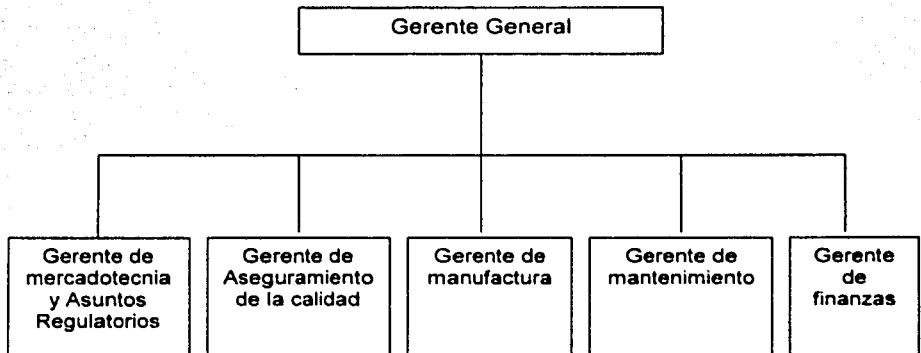 Gerente General
Gerente de
mercadotecnia
y Asuntos
Regulatorios
Gerente de
Aseguramiento
de la calidad
Gerente de
manufactura
Gerente de
mantenimiento
Gerente
de
finanzas